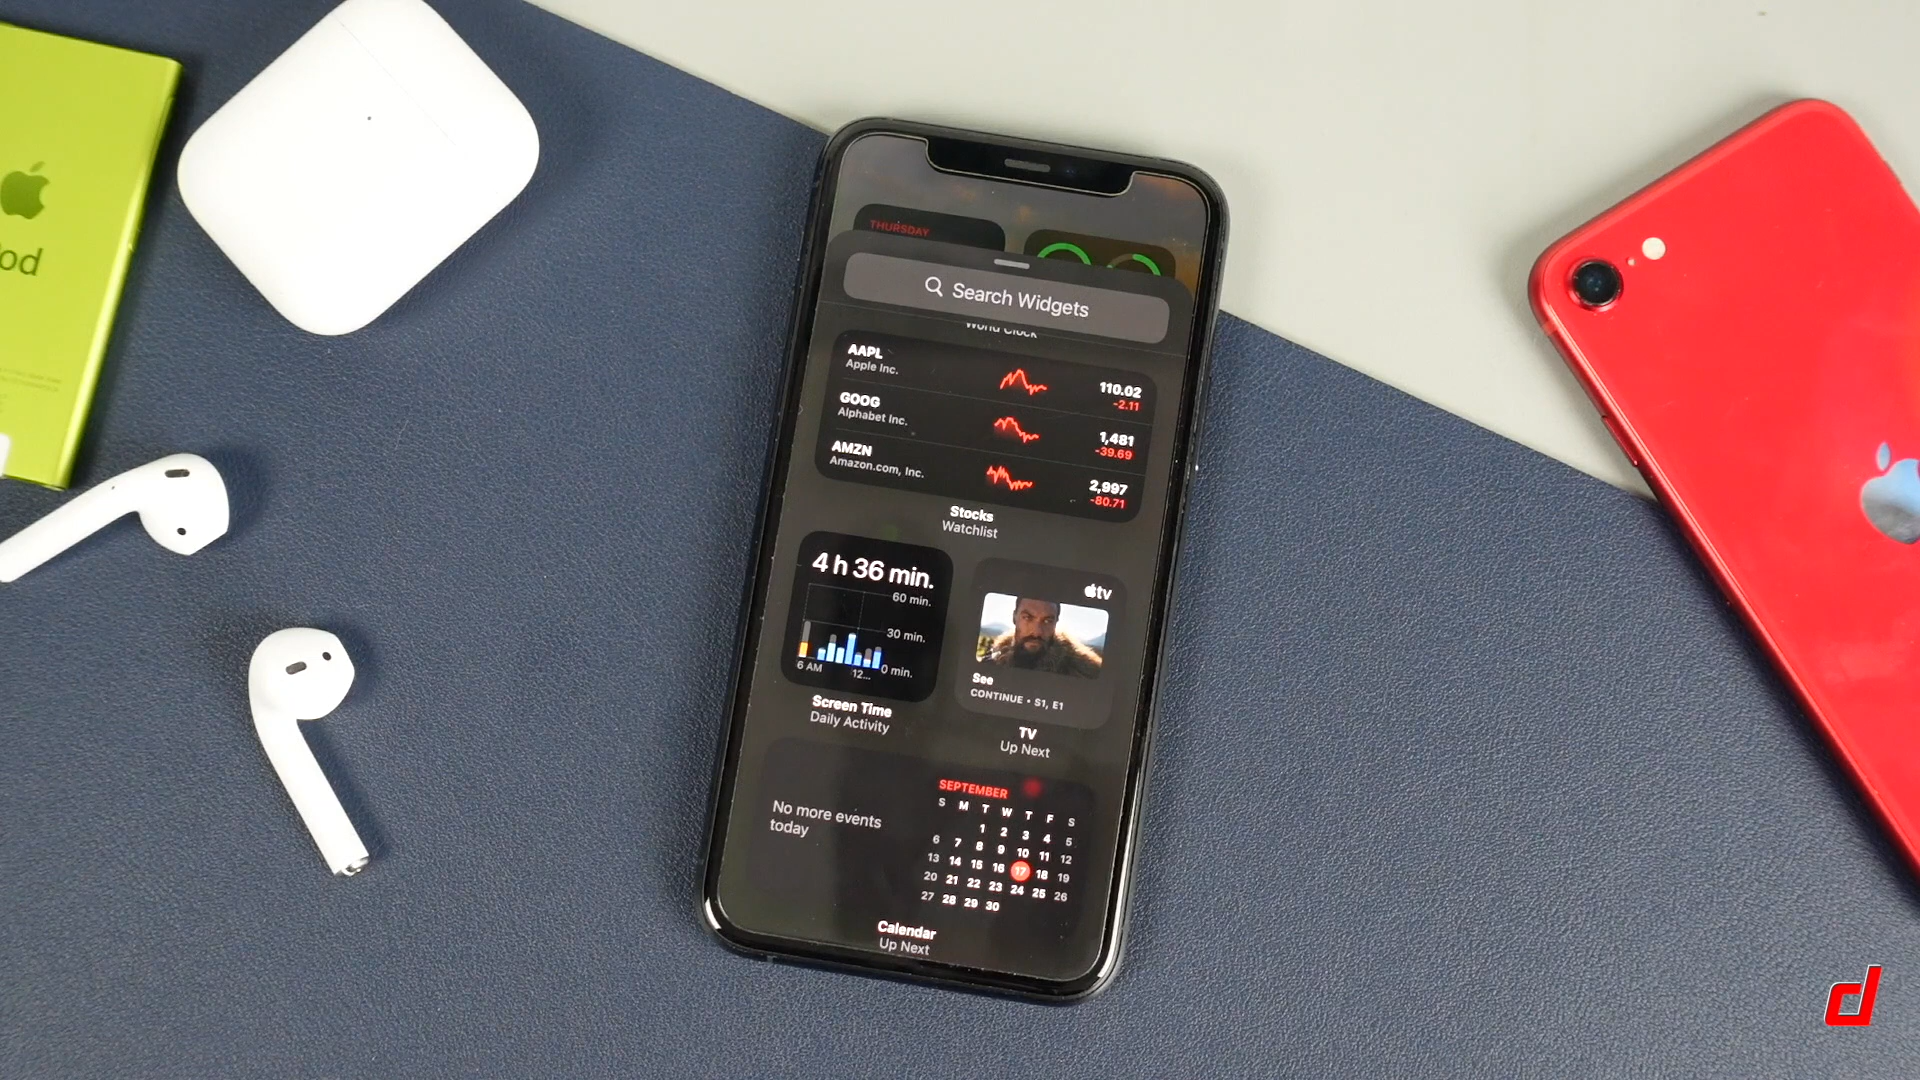 od
THURSDAY
Search Widgets
World Clock
AAPL
Apple Inc.
110.02
-2.11
GOOG
Alphabet Inc.
1,481
-39.69
AMZN
Amazon.com, Inc.
2,997
-80.71
Stocks
Watchlist
4 h 36 min.
60 min.
30 min.
0 min.
6 AM
12...
Screen Time
Daily Activity
tv
See
CONTINUE • S1, E1
TV
Up Next
No more events
today
SEPTEMBER
S M T W T F S
1 2 3 4 5
6 7 8 9 10 11 12
13 14 15 16 17 18 19
20 21 22 23 24 25 26
27 28 29 30
Calendar
Up Next
d